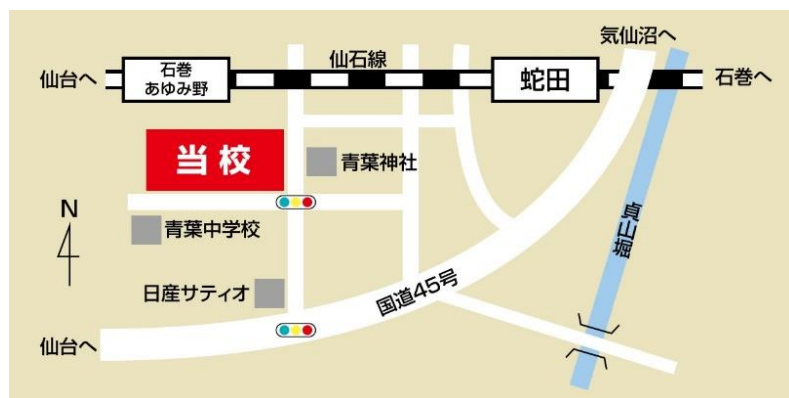 気仙沼へ
仙石線
仙台へ
石巻
あゆみ野
蛇田
石巻へ
当校
青葉神社
N
青葉中学校
貞山堀
日産サティオ
国道45号
仙台へ